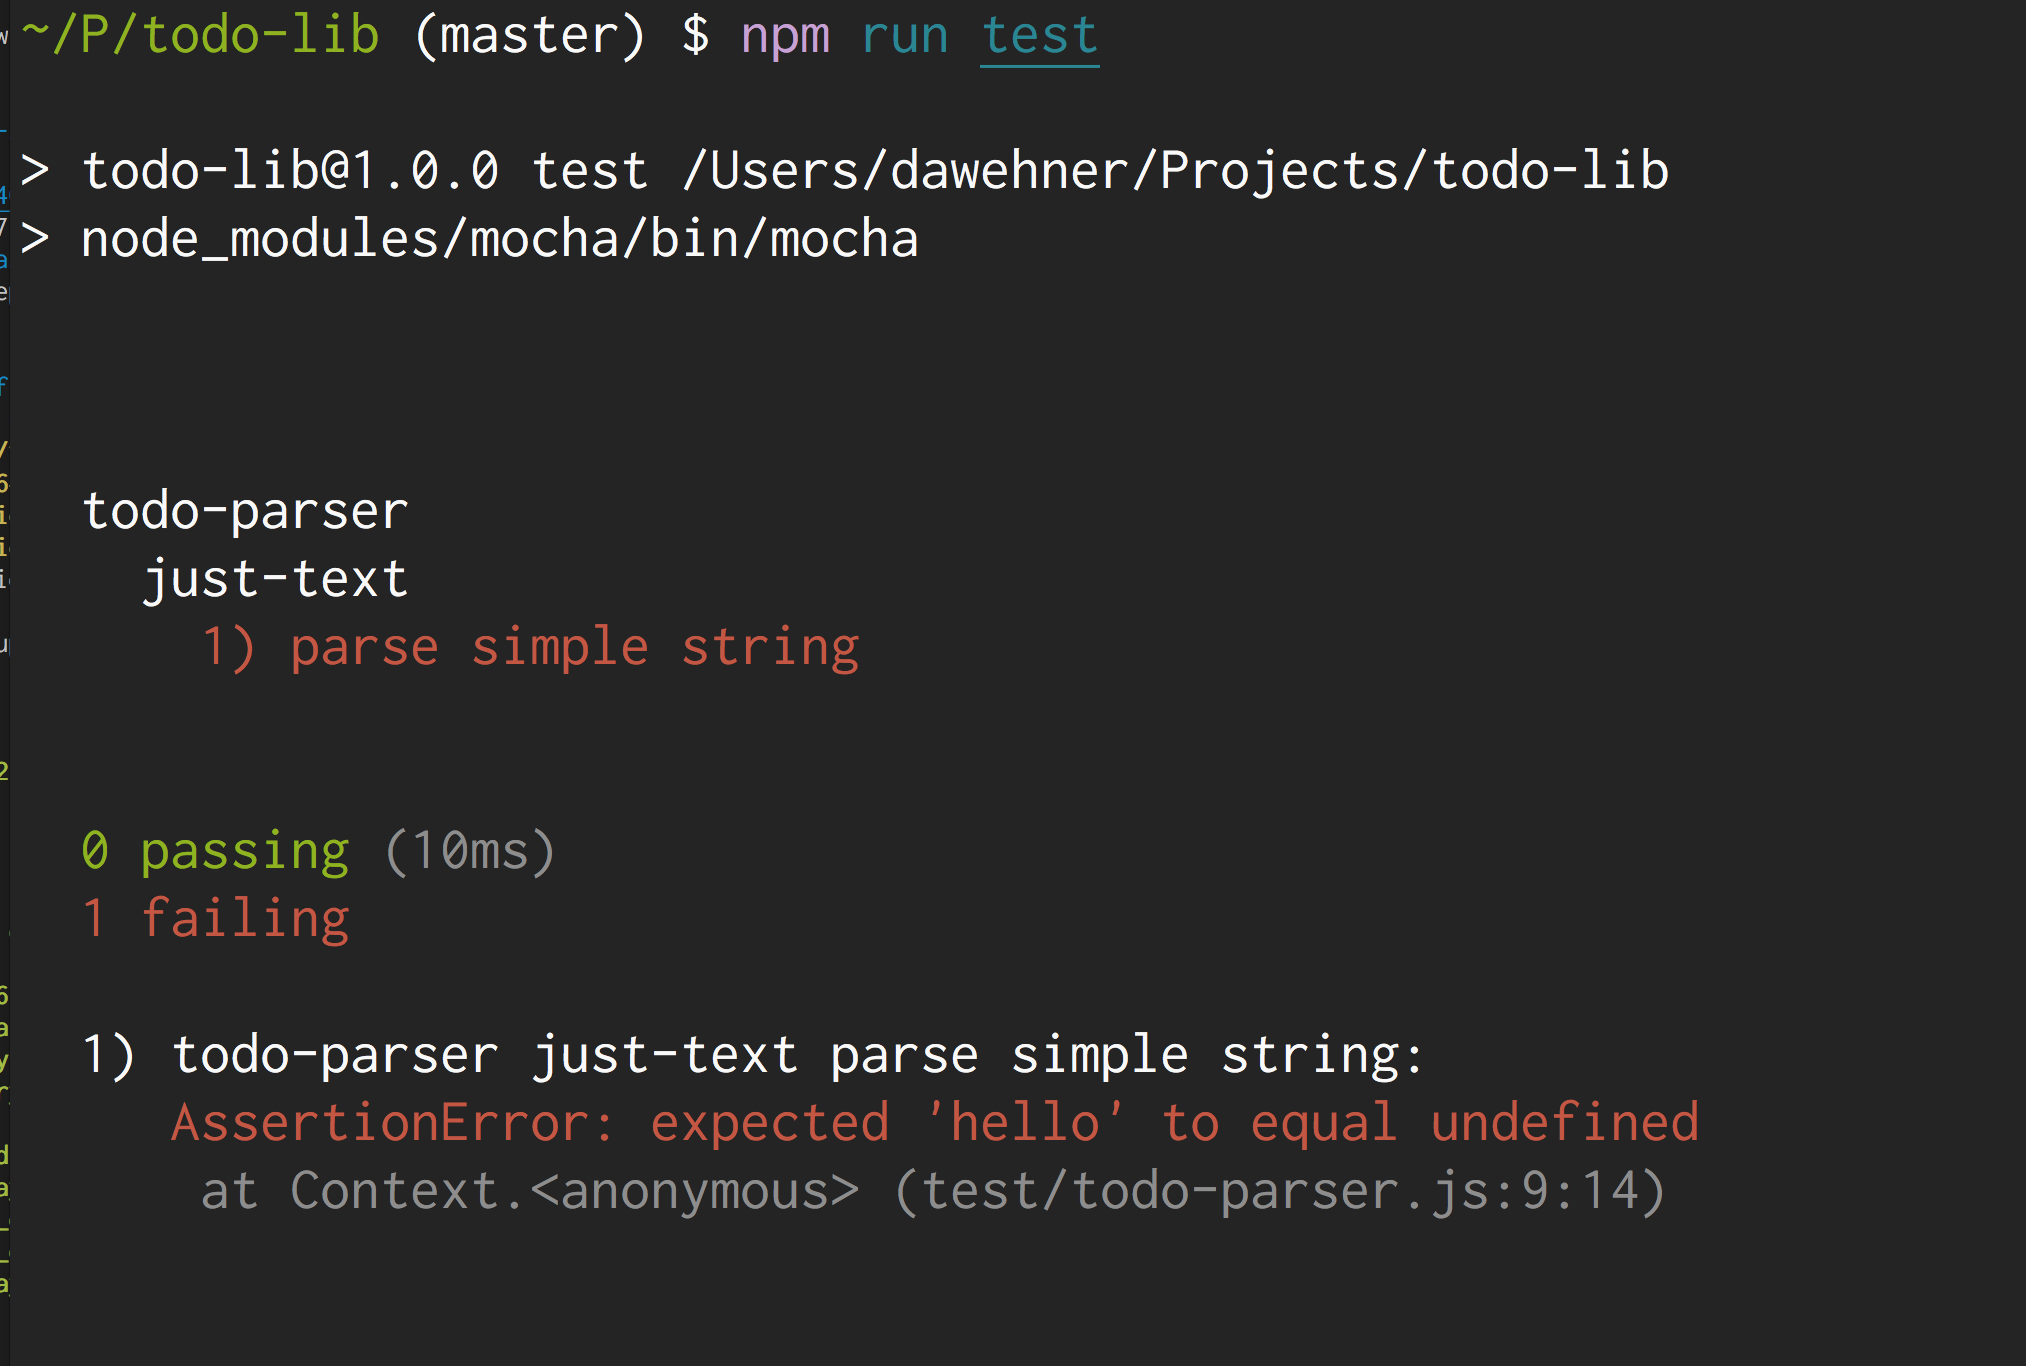 ~/P/todo-lib (master) $ npm run test
> todo-lib@1.0.0 test /Users/dawehner/Projects/todo-lib
> node_modules/mocha/bin/mocha
todo-parser
just-text
1) parse simple string
0 passing (10ms)
1 failing
1) todo-parser just-text parse simple string:
AssertionError: expected 'hello' to equal undefined
at Context.<anonymous> (test/todo-parser.js:9:14)